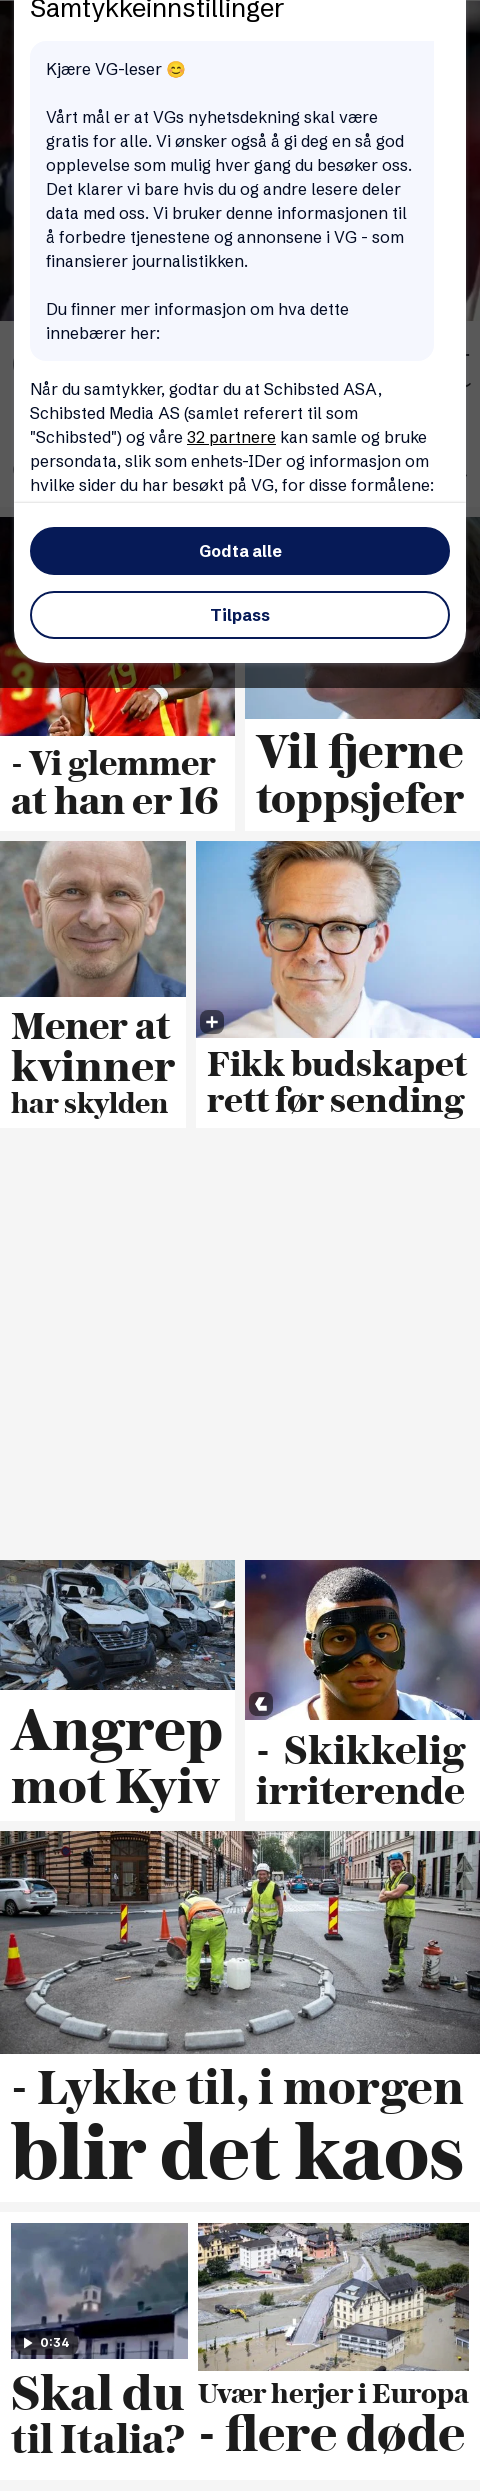 Samtykkeinnstillinger
Kjære VG-leser 😊
Vårt mål er at VGs nyhetsdekning skal være
gratis for alle. Vi ønsker også å gi deg en så god
opplevelse som mulig hver gang du besøker oss.
Det klarer vi bare hvis du og andre lesere deler
data med oss. Vi bruker denne informasjonen til
å forbedre tjenestene og annonsene i VG - som
finansierer journalistikken.
Du finner mer informasjon om hva dette
innebærer her:
Når du samtykker, godtar du at Schibsted ASA,
Schibsted Media AS (samlet referert til som
"Schibsted") og våre 32 partnere kan samle og bruke
persondata, slik som enhets-IDer og informasjon om
hvilke sider du har besøkt på VG, for disse formålene:
Godta alle
Tilpass
3
19
- Vi glemmer
at han er 16
Vil fjerne
toppsjefer
Mener at
kvinner
har skylden
Fikk budskapet
rett før sending
Angrep
mot Kyiv
- Skikkelig
irriterende
- Lykke til, i morgen
blir det kaos
0:34
Skal du
til Italia?
Uvær herjer i Europa
- flere døde